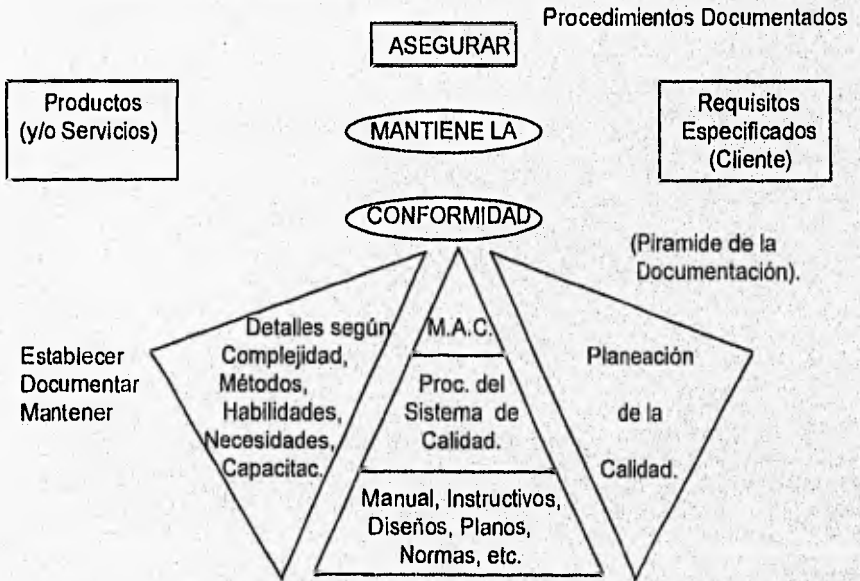 Procedimientos Documentados
ASEGURAR
Productos
(y/o Servicios)
MANTIENE LA
Requisitos
Especificados
(Cliente)
CONFORMIDAD
(Piramide de la
Documentación).
Establecer
Documentar
Mantener
Detalles según
Complejidad,
Métodos,
Habilidades,
Necesidades,
Capacitac.
M.A.C.
Proc. del
Sistema de
Calidad.
Manual, Instructivos,
Diseños, Planos,
Normas, etc.
Planeación
de la
Calidad.